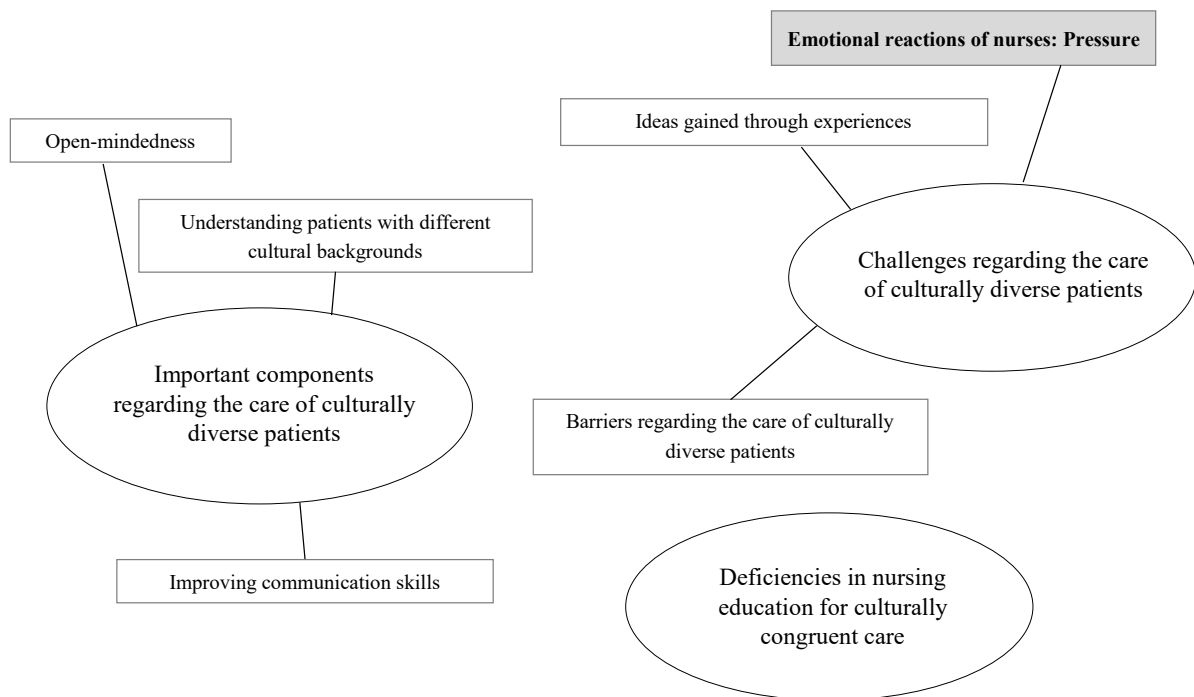 Emotional reactions of nurses: Pressure
Ideas gained through experiences
Open-mindedness
Understanding patients with different
cultural backgrounds
Challenges regarding the care
of culturally diverse patients
Important components
regarding the care of culturally
diverse patients
Barriers regarding the care of culturally
diverse patients
Improving communication skills
Deficiencies in nursing
education for culturally
congruent care